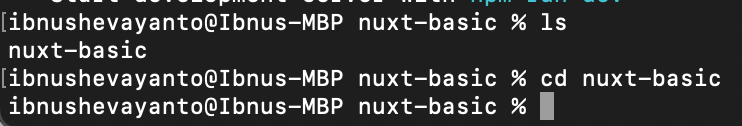 [ibnushevayanto@Ibnus-MBP nuxt-basic % ls
nuxt-basic
[ibnushevayanto@Ibnus-MBP nuxt-basic % cd nuxt-basic
ibnushevayanto@Ibnus-MBP nuxt-basic %